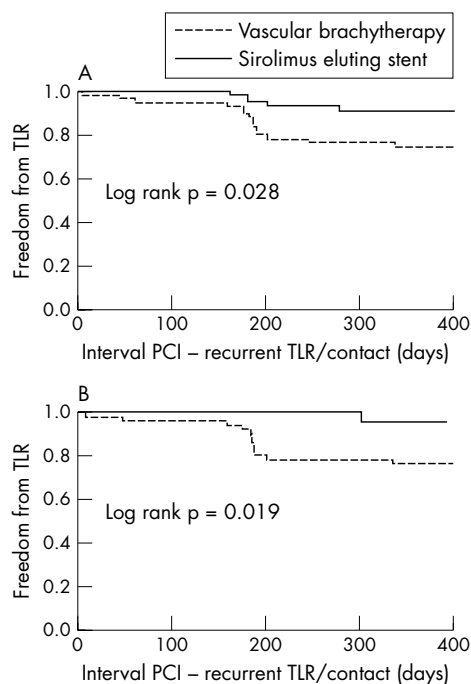 Vascular brachytherapy
Sirolimus eluting stent
A
1.0
0.8
0.6
0.4
0.2
0.0
Freedom from TLR
Log rank p = 0.028
0 100 200 300 400
Interval PCI – recurrent TLR/contact (days)
B
1.0
0.8
0.6
0.4
0.2
0.0
Freedom from TLR
Log rank p = 0.019
0 100 200 300 400
Interval PCI – recurrent TLR/contact (days)